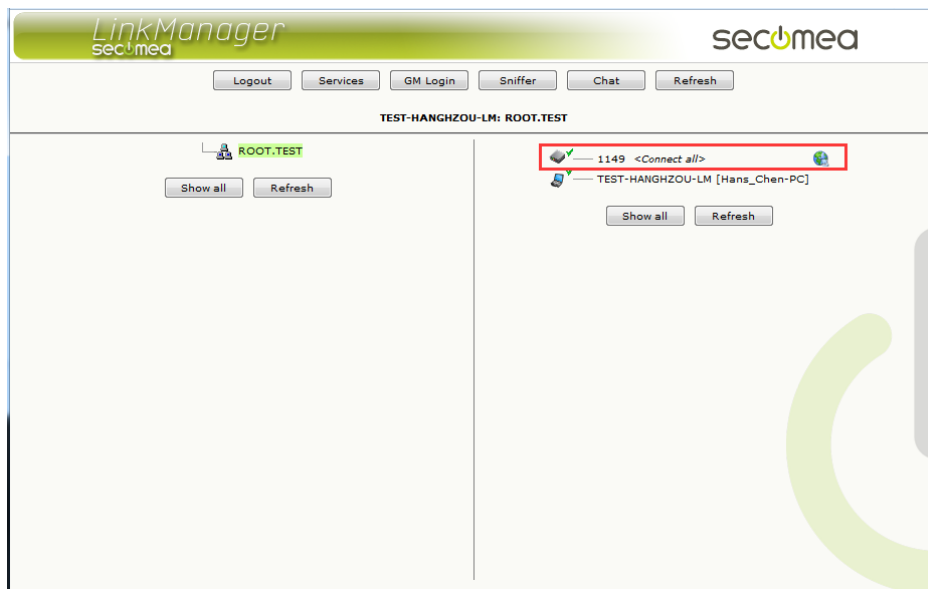 LinkManager
secomea
secomea
Logout Services GM Login Sniffer Chat Refresh
TEST-HANGHZOU-LM: ROOT.TEST
ROOT.TEST
Show all Refresh
1149 <Connect all>
TEST-HANGHZOU-LM [Hans_Chen-PC]
Show all Refresh